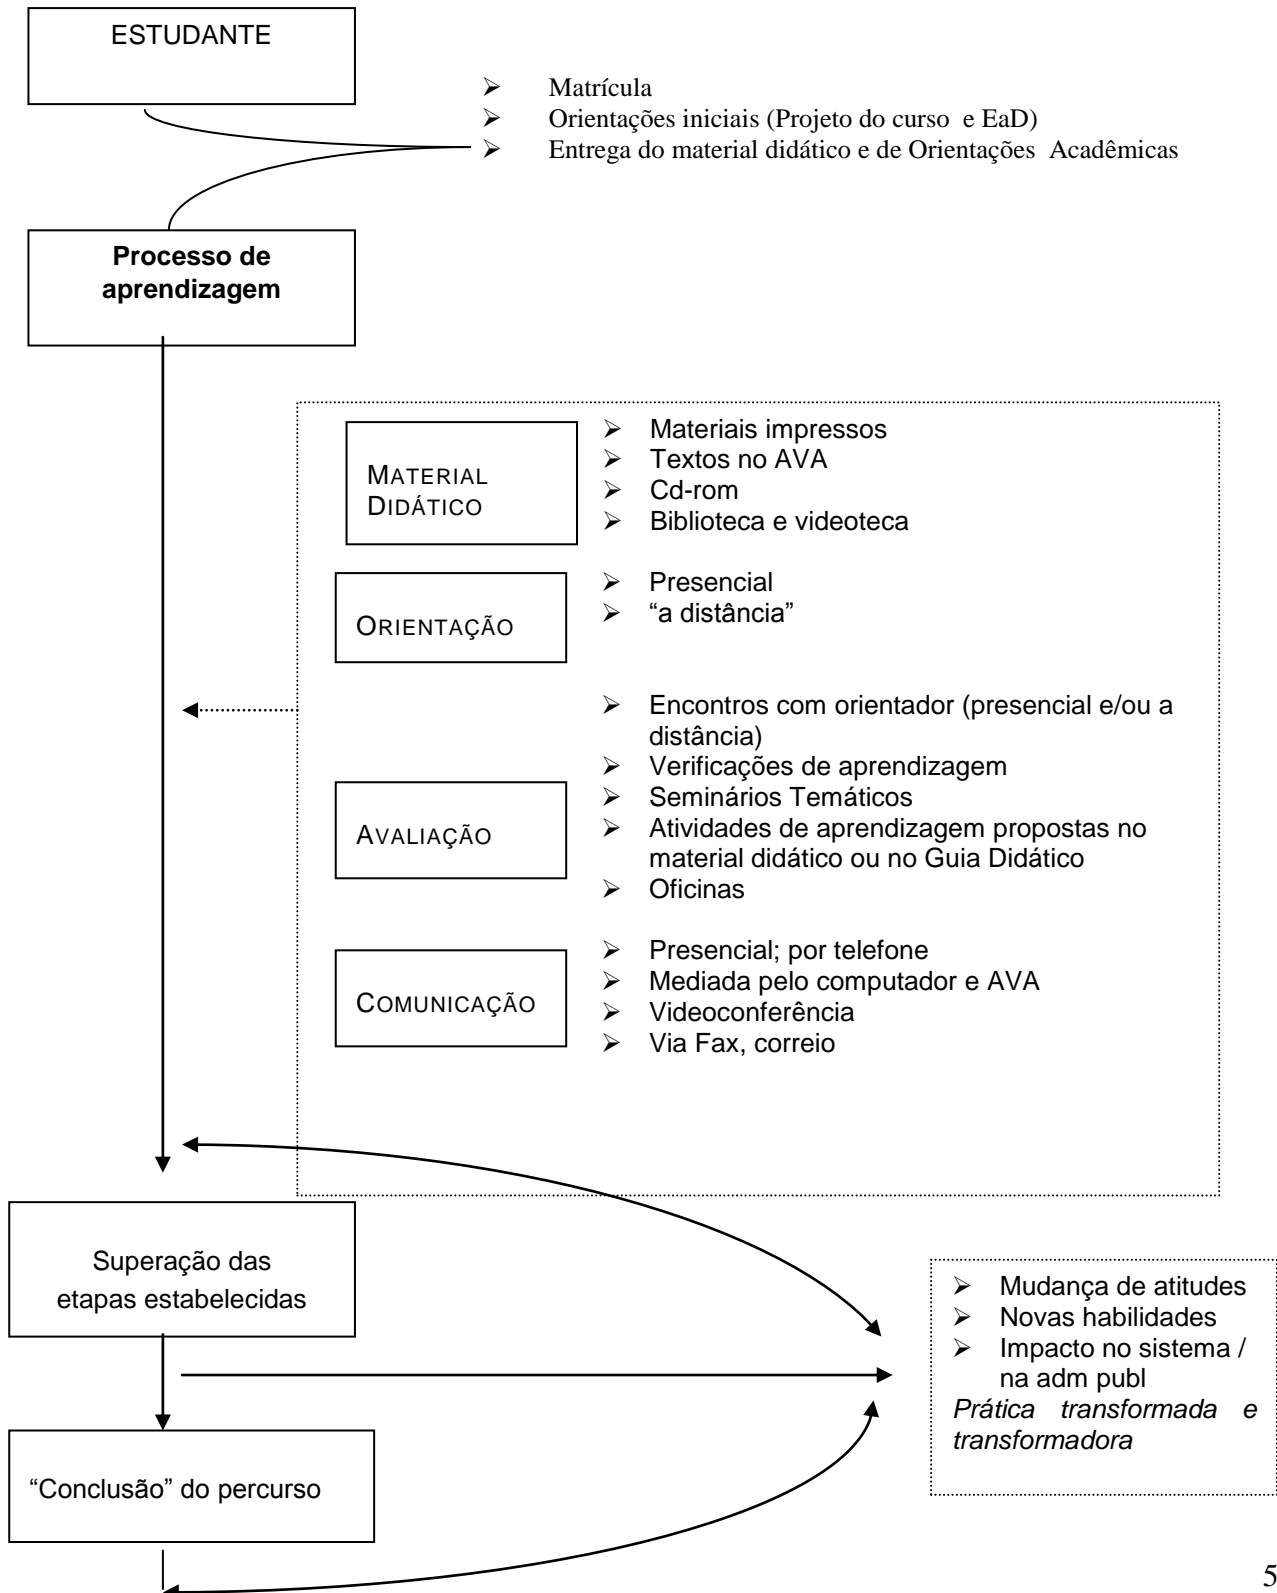 ESTUDANTE
➢ Matrícula
➢ Orientações iniciais (Projeto do curso e EaD)
➢ Entrega do material didático e de Orientações Acadêmicas
Processo de
aprendizagem
MATERIAL
DIDÁTICO
➢ Materiais impressos
➢ Textos no AVA
➢ Cd-rom
➢ Biblioteca e videoteca
ORIENTAÇÃO
➢ Presencial
➢ “a distância”
AVALIAÇÃO
➢ Encontros com orientador (presencial e/ou a
distância)
➢ Verificações de aprendizagem
➢ Seminários Temáticos
➢ Atividades de aprendizagem propostas no
material didático ou no Guia Didático
➢ Oficinas
COMUNICAÇÃO
➢ Presencial; por telefone
➢ Mediada pelo computador e AVA
➢ Videoconferência
➢ Via Fax, correio
Superação das
etapas estabelecidas
➢ Mudança de atitudes
➢ Novas habilidades
➢ Impacto no sistema /
na adm publ
Prática transformada e
transformadora
“Conclusão” do percurso
5